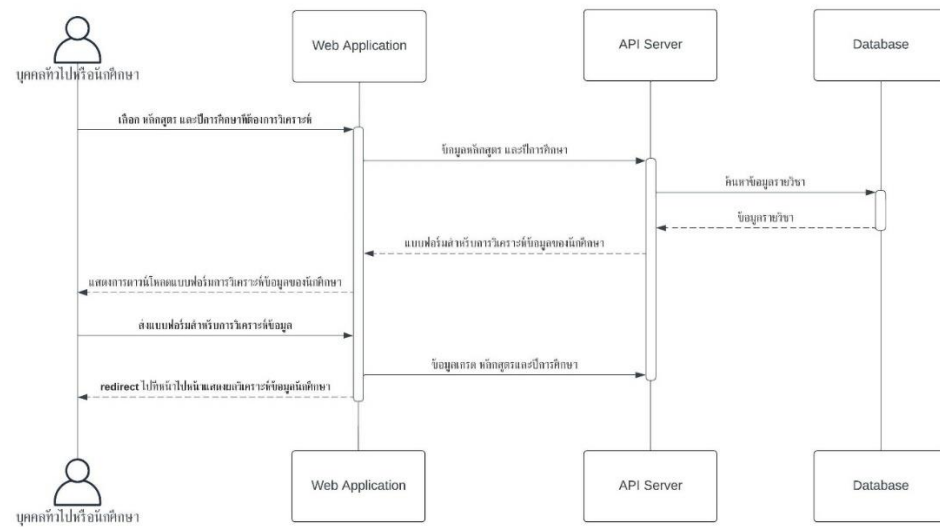 Web Application
API Server
Database
บุคคลทั่วไปหรือนักศึกษา
เลือก หลักสูตร และปีการศึกษาที่ต้องการวิเคราะห์
ข้อมูลหลักสูตร และปีการศึกษา
ค้นหาข้อมูลรายวิชา
ข้อมูลรายวิชา
แบบฟอร์มสำหรับการวิเคราะห์ข้อมูลของนักศึกษา
แสดงการดาวน์โหลดแบบฟอร์มการวิเคราะห์ข้อมูลของนักศึกษา
ส่งแบบฟอร์มสำหรับการวิเคราะห์ข้อมูล
ข้อมูลเกรด หลักสูตรและปีการศึกษา
redirect ไปที่หน้าไปหน้าแสดงผลวิเคราะห์ข้อมูลนักศึกษา
Web Application
API Server
Database
บุคคลทั่วไปหรือนักศึกษา